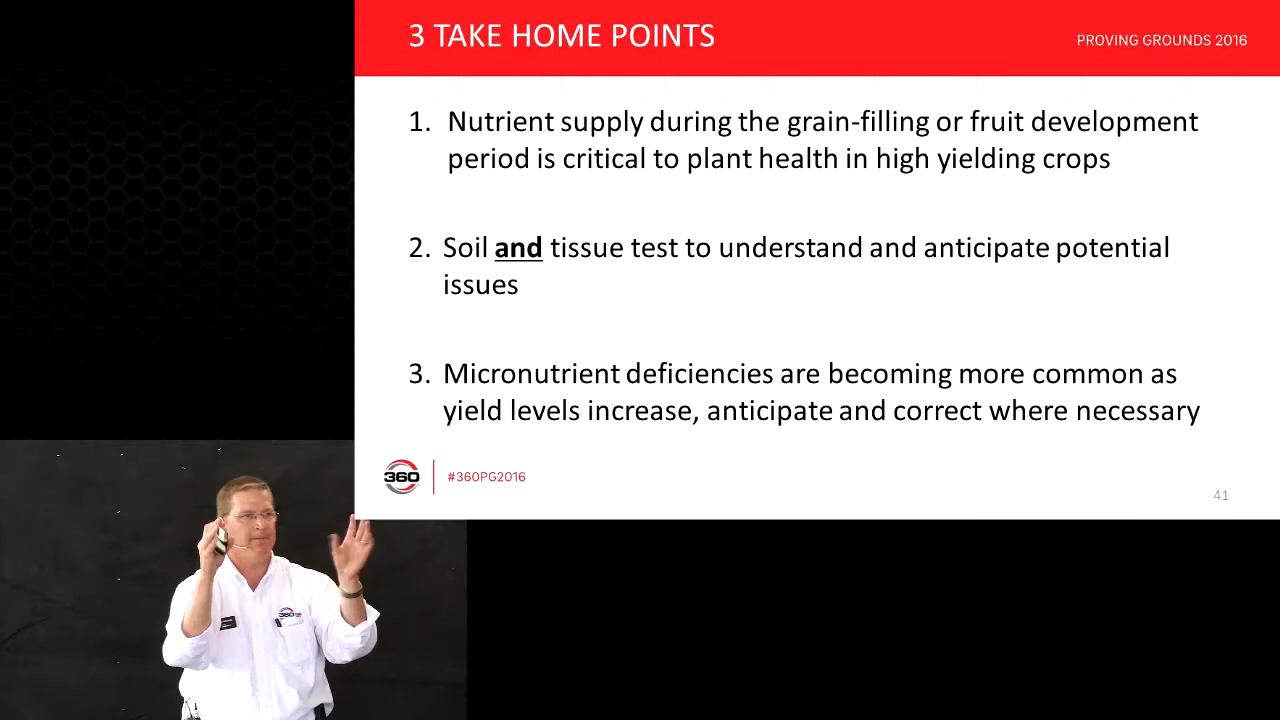 3 TAKE HOME POINTS
PROVING GROUNDS 2016
1. Nutrient supply during the grain-filling or fruit development
period is critical to plant health in high yielding crops
2. Soil and tissue test to understand and anticipate potential
issues
3. Micronutrient deficiencies are becoming more common as
yield levels increase, anticipate and correct where necessary
360
#360PG2016
41
360